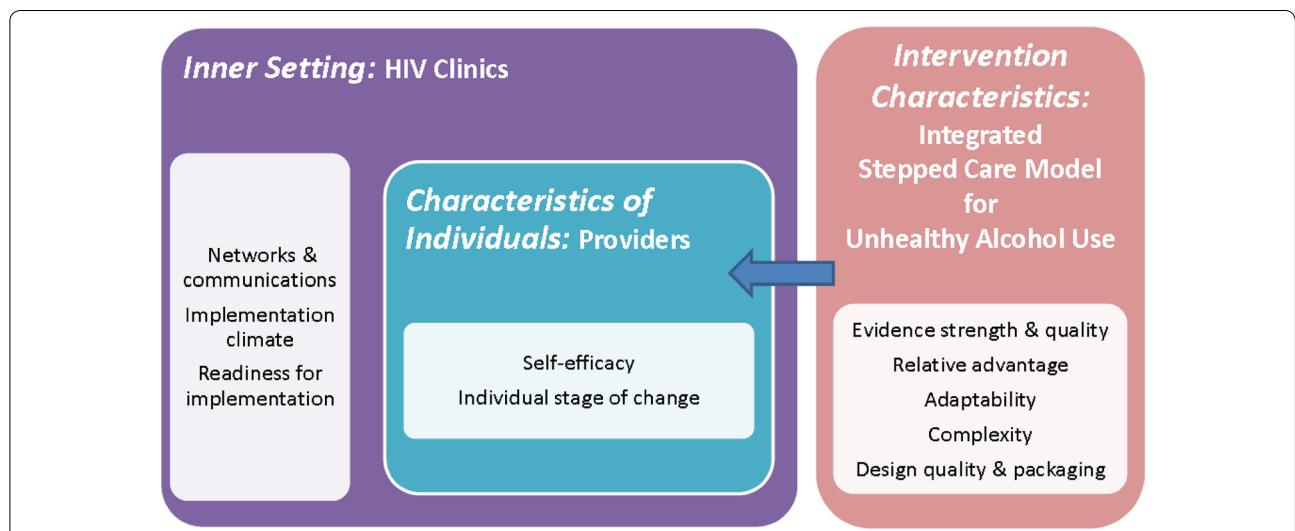 Inner Setting: HIV Clinics
Networks &
communications
Implementation
climate
Readiness for
implementation
Characteristics of
Individuals: Providers
Self-efficacy
Individual stage of change
Intervention
Characteristics:
Integrated
Stepped Care Model
for
Unhealthy Alcohol Use
Evidence strength & quality
Relative advantage
Adaptability
Complexity
Design quality & packaging